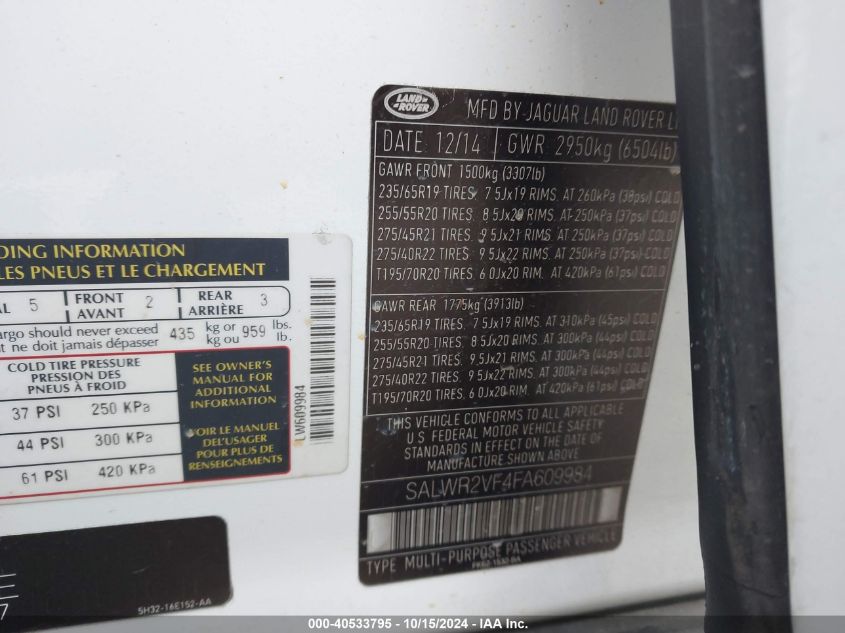 DING INFORMATION
LES PNEUS ET LE CHARGEMENT
AL 5 FRONT AVANT 2 REAR ARRIÈRE 3
argo should never exceed 435 kg or 959 lbs.
nt ne doit jamais dépasser kg ou lb.
COLD TIRE PRESSURE
PRESSION DES
PNEUS À FROID
37 PSI 250 KPa
44 PSI 300 KPa
61 PSI 420 KPa
SEE OWNER'S
MANUAL FOR
ADDITIONAL
INFORMATION
VOIR LE MANUEL
DEL'USAGER
POUR PLUS DE
RENSEIGNEMENTS
LW609984
5H32-16E152-AA
E
7
LAND ROVER
MFD BY JAGUAR LAND ROVER L
DATE 12/14 GWR 2950kg (6504lb)
GAWR FRONT 1500kg (3307lb)
235/65R19 TIRES. 7 5Jx19 RIMS. AT 260kPa (38psi) COLD
255/55R20 TIRES. 8 5Jx20 RIMS. AT 250kPa (37psi) COLD
275/45R21 TIRES. 9 5Jx21 RIMS. AT 250kPa (37psi) COLD
275/40R22 TIRES. 9 5Jx22 RIMS. AT 250kPa (37psi) COLD
T195/70R20 TIRES. 6 0Jx20 RIM. AT 420kPa (61psi) COLD
GAWR REAR 1775kg (3913lb)
235/65R19 TIRES. 7 5Jx19 RIMS. AT 310kPa (45psi) COLD
255/55R20 TIRES. 8 5Jx20 RIMS. AT 300kPa (44psi) COLD
275/45R21 TIRES. 9 5Jx21 RIMS. AT 300kPa (44psi) COLD
275/40R22 TIRES. 9 5Jx22 RIMS. AT 300kPa (44psi) COLD
T195/70R20 TIRES. 6 0Jx20 RIM. AT 420kPa (61psi) COLD
THIS VEHICLE CONFORMS TO ALL APPLICABLE
U S FEDERAL MOTOR VEHICLE SAFETY
STANDARDS IN EFFECT ON THE DATE OF
MANUFACTURE SHOWN ABOVE
SALWR2VF4FA609984
TYPE MULTI-PURPOSE PASSENGER VEHICLE
000-40533795 - 10/15/2024 - IAA Inc.